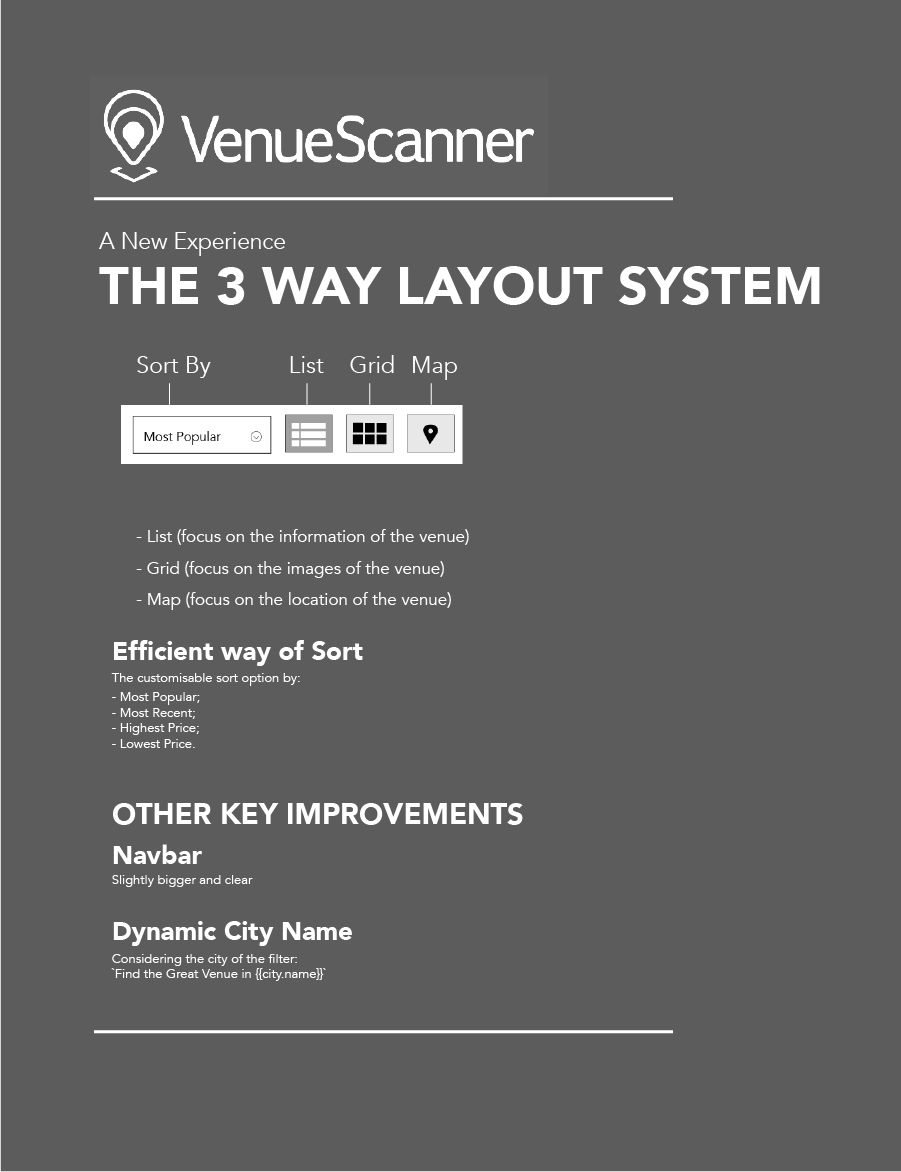 VenueScanner
A New Experience
THE 3 WAY LAYOUT SYSTEM
Sort By List Grid Map
Most Popular
- List (focus on the information of the venue)
- Grid (focus on the images of the venue)
- Map (focus on the location of the venue)
Efficient way of Sort
The customisable sort option by:
- Most Popular;
- Most Recent;
- Highest Price;
- Lowest Price.
OTHER KEY IMPROVEMENTS
Navbar
Slightly bigger and clear
Dynamic City Name
Considering the city of the filter:
`Find the Great Venue in {{city.name}}`